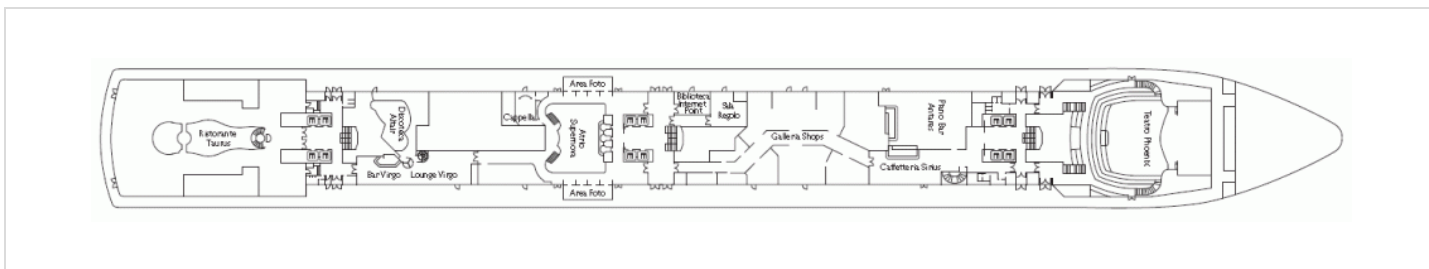 Ristorante
Taurus
Discoteca
Altair
Bar Virgo
Lounge Virgo
Cappella
Area Foto
Atrio
Supernova
Area Foto
Biblioteca
Internet
Point
Sala
Regolo
Galleria Shops
Piano Bar
Antares
Caffetteria Sirius
Teatro Phoenix